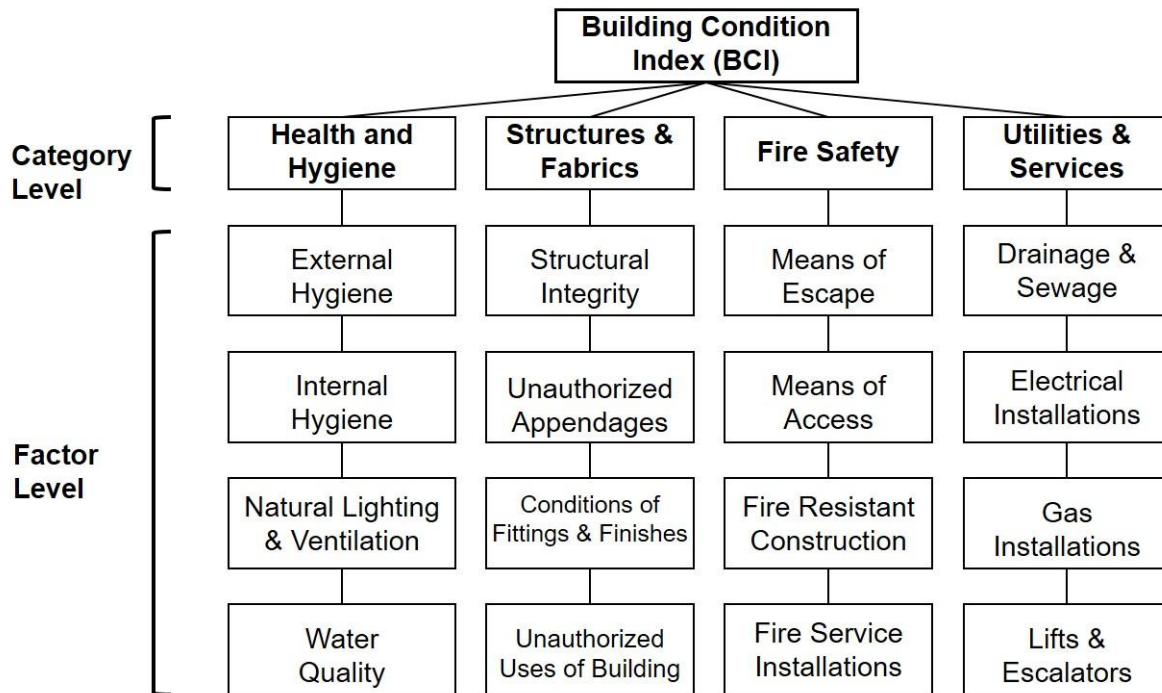 Building Condition
Index (BCI)
Category
Level
Health and
Hygiene
Structures &
Fabrics
Fire Safety
Utilities &
Services
Factor
Level
External
Hygiene
Structural
Integrity
Means of
Escape
Drainage &
Sewage
Internal
Hygiene
Unauthorized
Appendages
Means of
Access
Electrical
Installations
Natural Lighting
& Ventilation
Conditions of
Fittings & Finishes
Fire Resistant
Construction
Gas
Installations
Water
Quality
Unauthorized
Uses of Building
Fire Service
Installations
Lifts &
Escalators